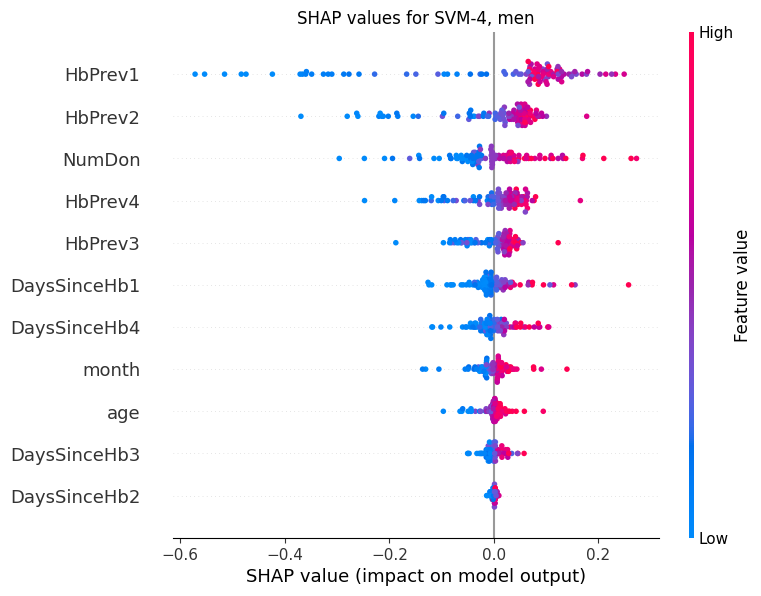 SHAP values for SVM-4, men
High
HbPrev1
HbPrev2
NumDon
HbPrev4
HbPrev3
DaysSinceHb1
DaysSinceHb4
month
age
DaysSinceHb3
DaysSinceHb2
Feature value
Low
−0.6 −0.4 −0.2 0.0 0.2
SHAP value (impact on model output)